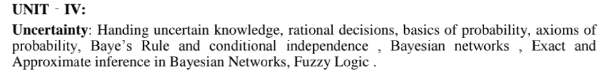 UNIT - IV:
Uncertainty: Handing uncertain knowledge, rational decisions, basics of probability, axioms of
probability, Baye's Rule and conditional independence , Bayesian networks , Exact and
Approximate inference in Bayesian Networks, Fuzzy Logic .